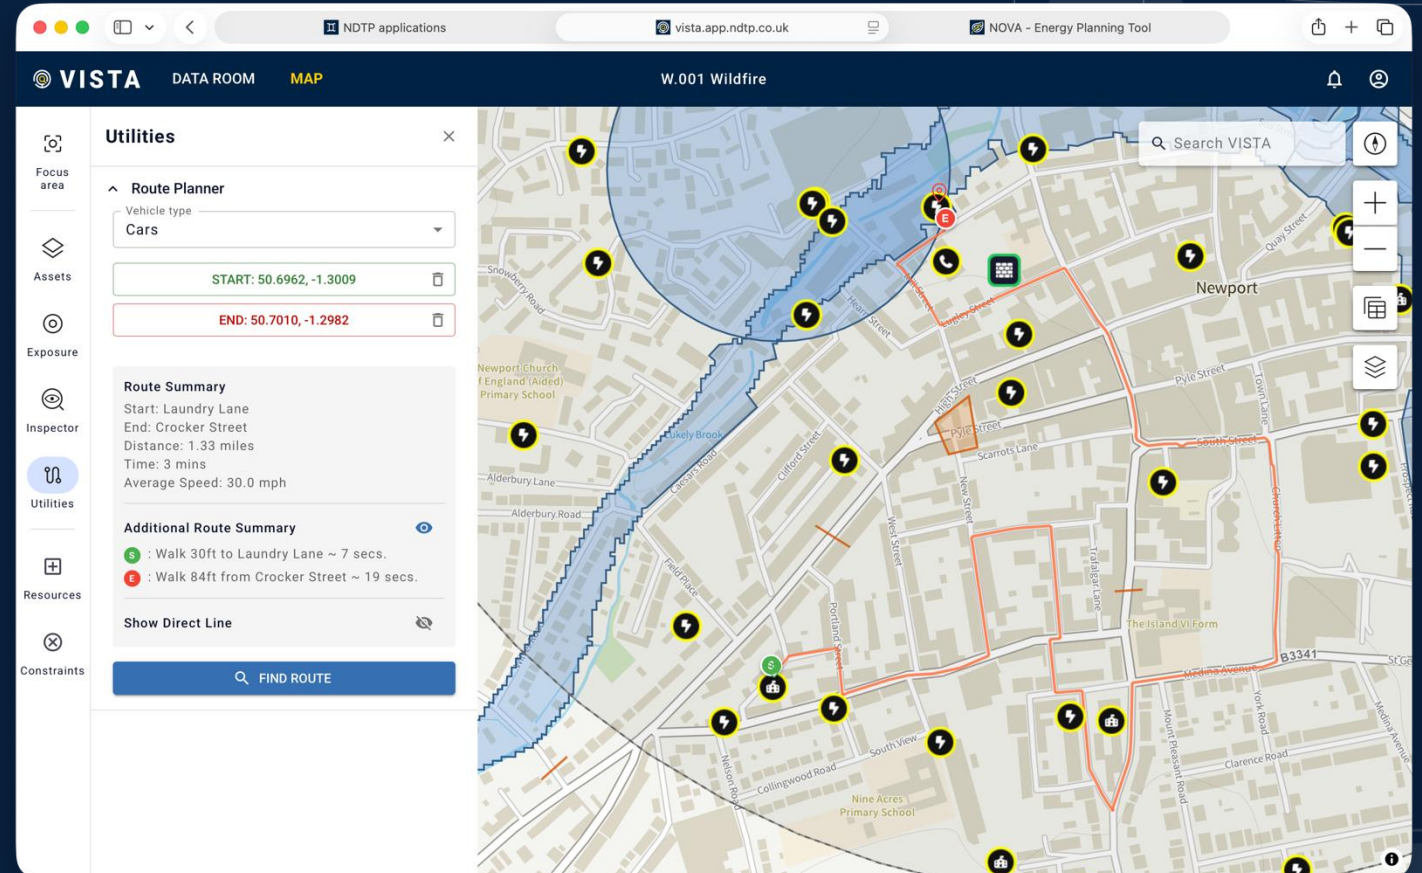 NDTP applications
vista.app.ndtp.co.uk
NOVA - Energy Planning Tool
VISTA
DATA ROOM
MAP
W.001 Wildfire
Focus
area
Assets
Exposure
Inspector
Utilities
Resources
Constraints
Utilities
Route Planner
Vehicle type
Cars
START: 50.6962, -1.3009
END: 50.7010, -1.2982
Route Summary
Start: Laundry Lane
End: Crocker Street
Distance: 1.33 miles
Time: 3 mins
Average Speed: 30.0 mph
Additional Route Summary
S : Walk 30ft to Laundry Lane ~ 7 secs.
E : Walk 84ft from Crocker Street ~ 19 secs.
Show Direct Line
FIND ROUTE
Search VISTA
E
Quay Street
Newport
Snowberry Road
Hearn Street
Mill Street
Lugley Street
Newport Church
f England (Aided)
Primary School
High Street
Pyle Street
Pyle Street
Town Lane
Lukely Brook
Caesars Road
Clifford Street
Scarrots Lane
South Street
Alderbury Lane
Alderbury Road
New Street
West Street
Church Litten
Field Place
Trafalgar Lane
Portland Street
The Island VI Form
S
B3341
St Ge
Medina Avenue
York Road
Mount Pleasant Road
Medina Avenue
South View
Nelson Road
Collingwood Road
Clarence Road
Nine Acres
Primary School